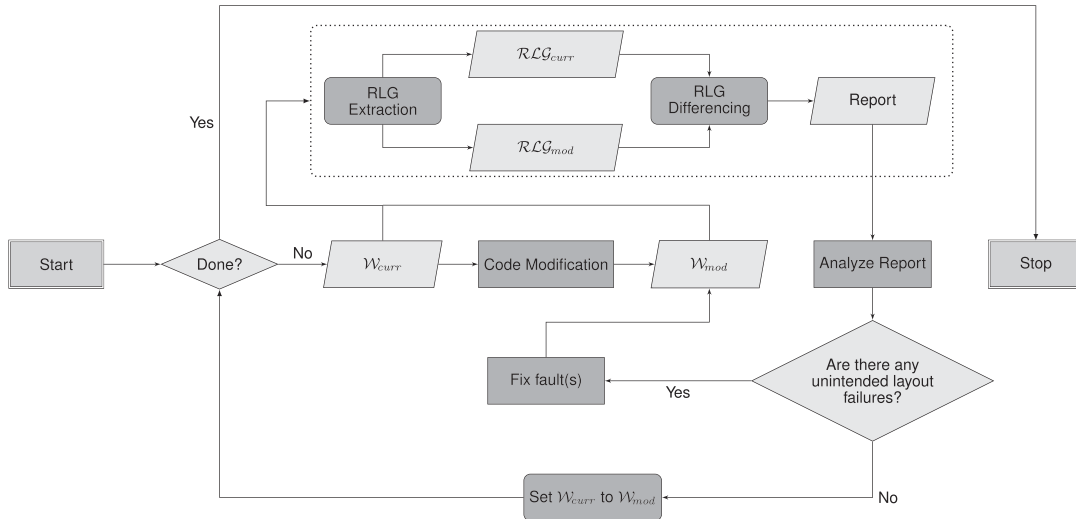 RLG_curr
RLG
Extraction
RLG
Differencing
Report
Yes
RLG_mod
Start
Done?
No
W_curr
Code Modification
W_mod
Analyze Report
Stop
Are there any
unintended layout
failures?
Fix fault(s)
Yes
Set W_curr to W_mod
No